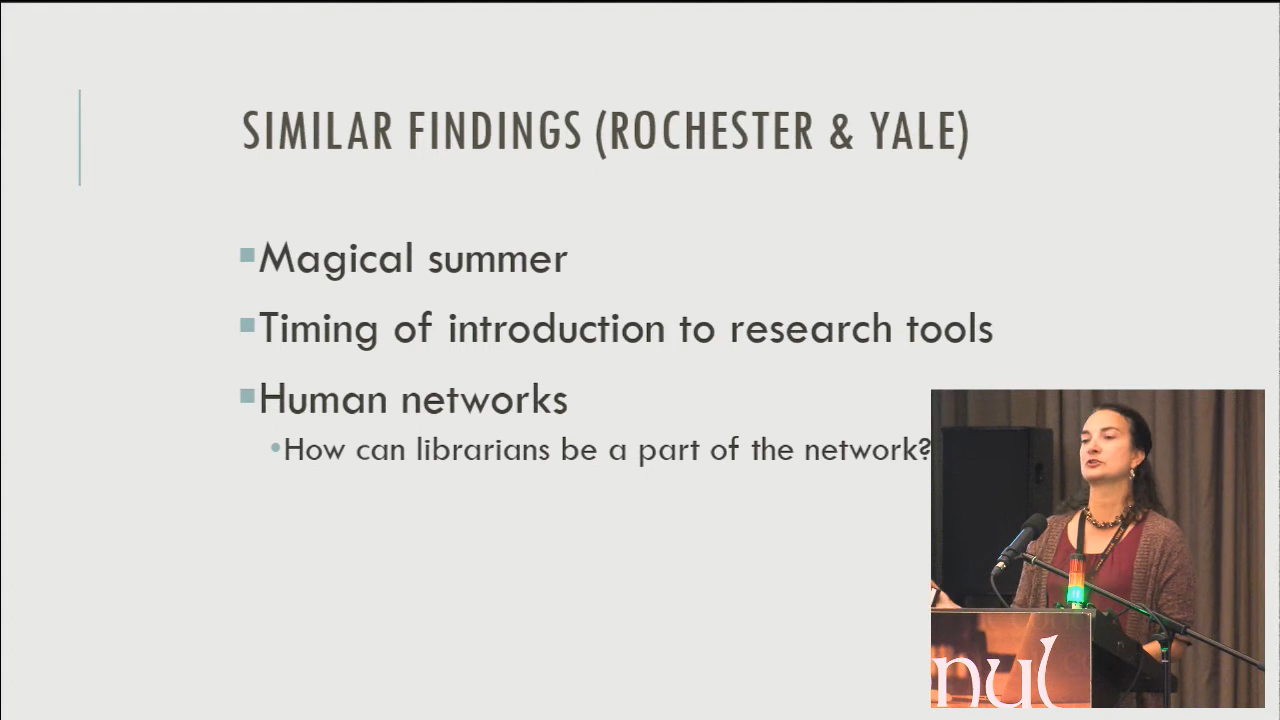 SIMILAR FINDINGS (ROCHESTER & YALE)
Magical summer
Timing of introduction to research tools
Human networks
How can librarians be a part of the network?
nul